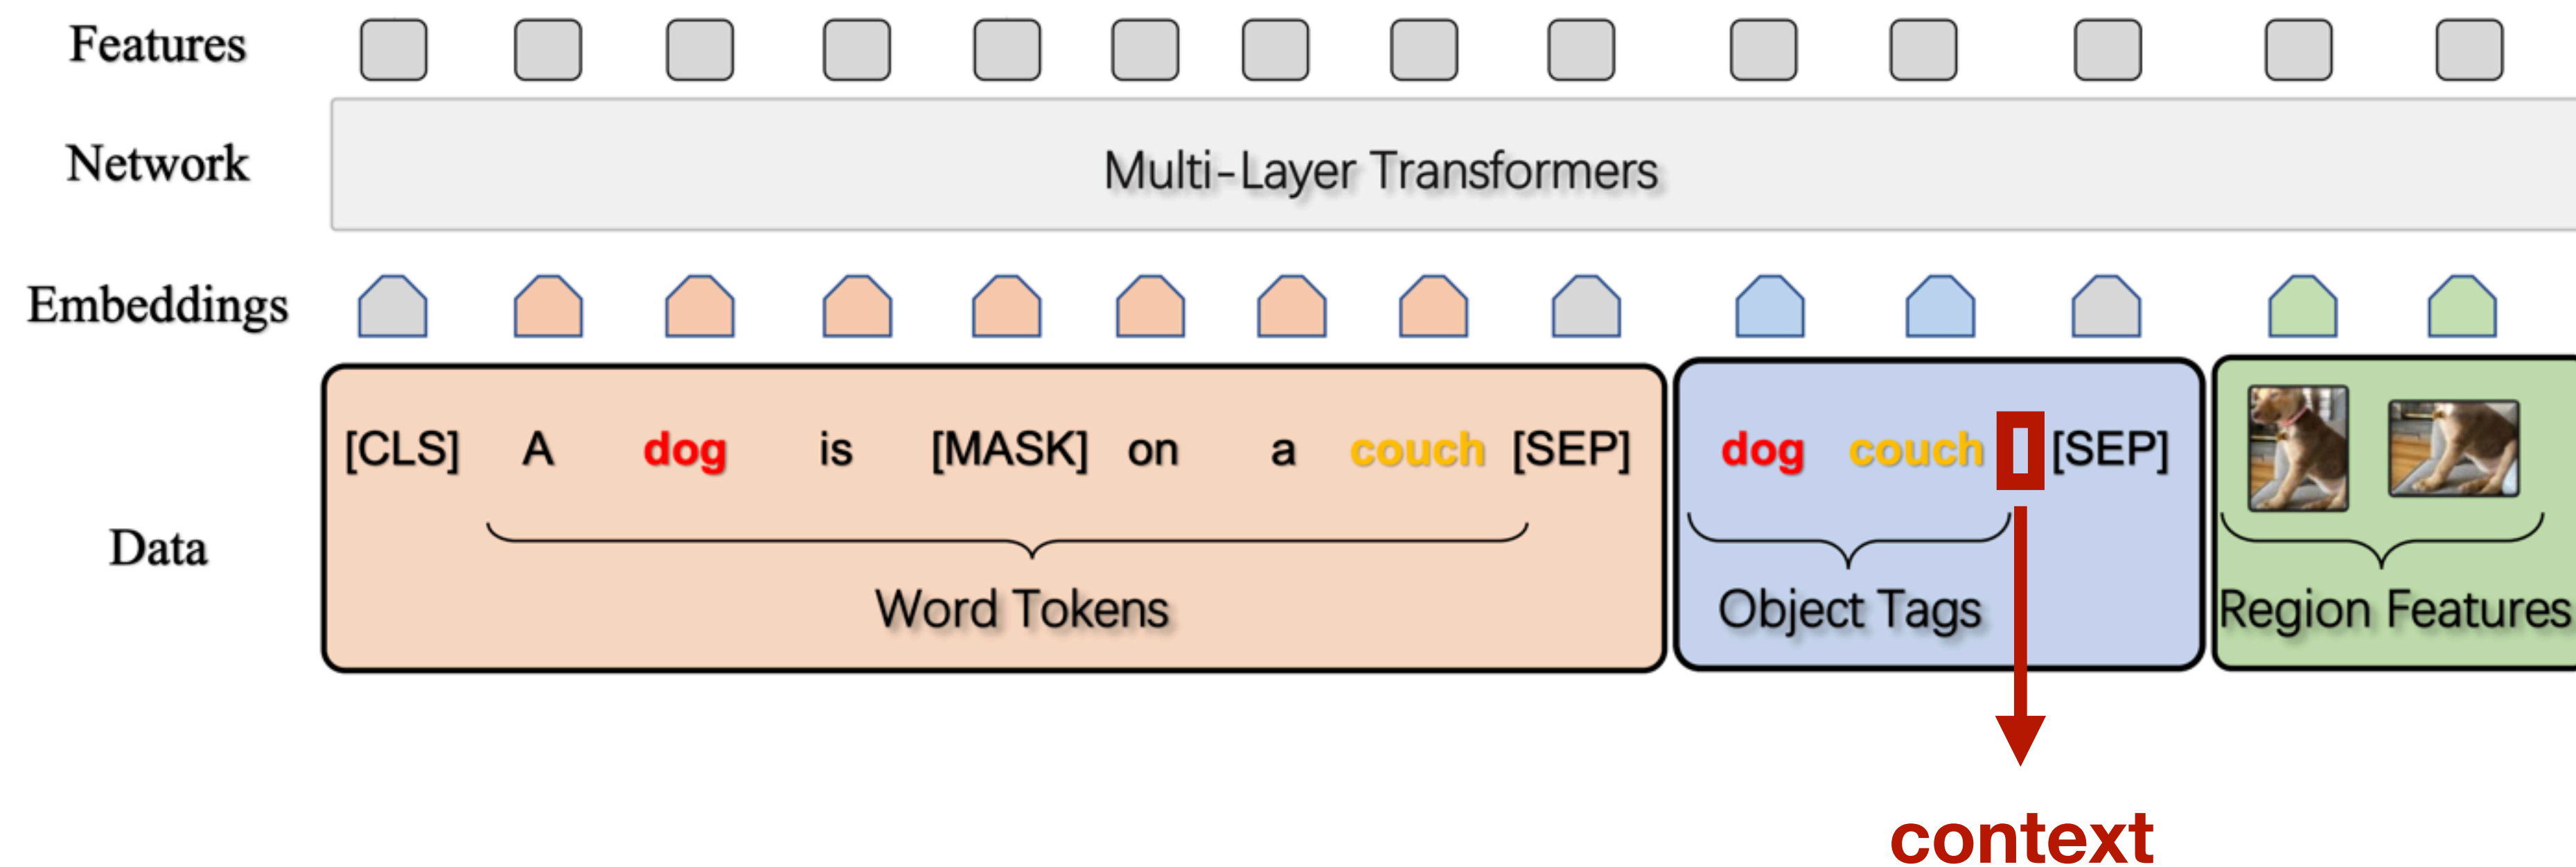 Features
Network
Multi-Layer Transformers
Embeddings
Data
[CLS] A dog is [MASK] on a couch [SEP]
Word Tokens
dog couch [SEP]
Object Tags
Region Features
context